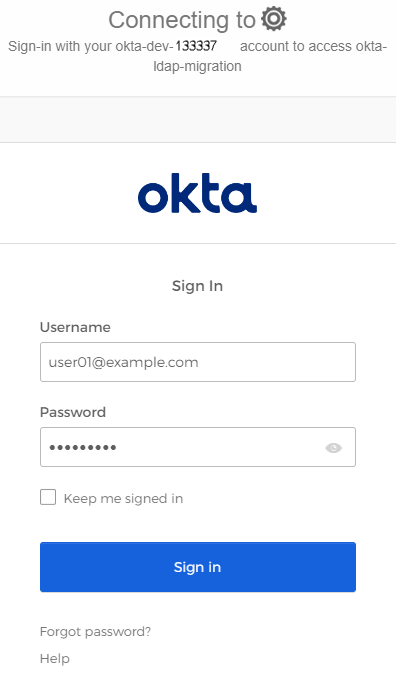 Connecting to
Sign-in with your okta-dev-133337 account to access okta-
ldap-migration
okta
Sign In
Username
user01@example.com
Password
•••••••••
Keep me signed in
Sign in
Forgot password?
Help